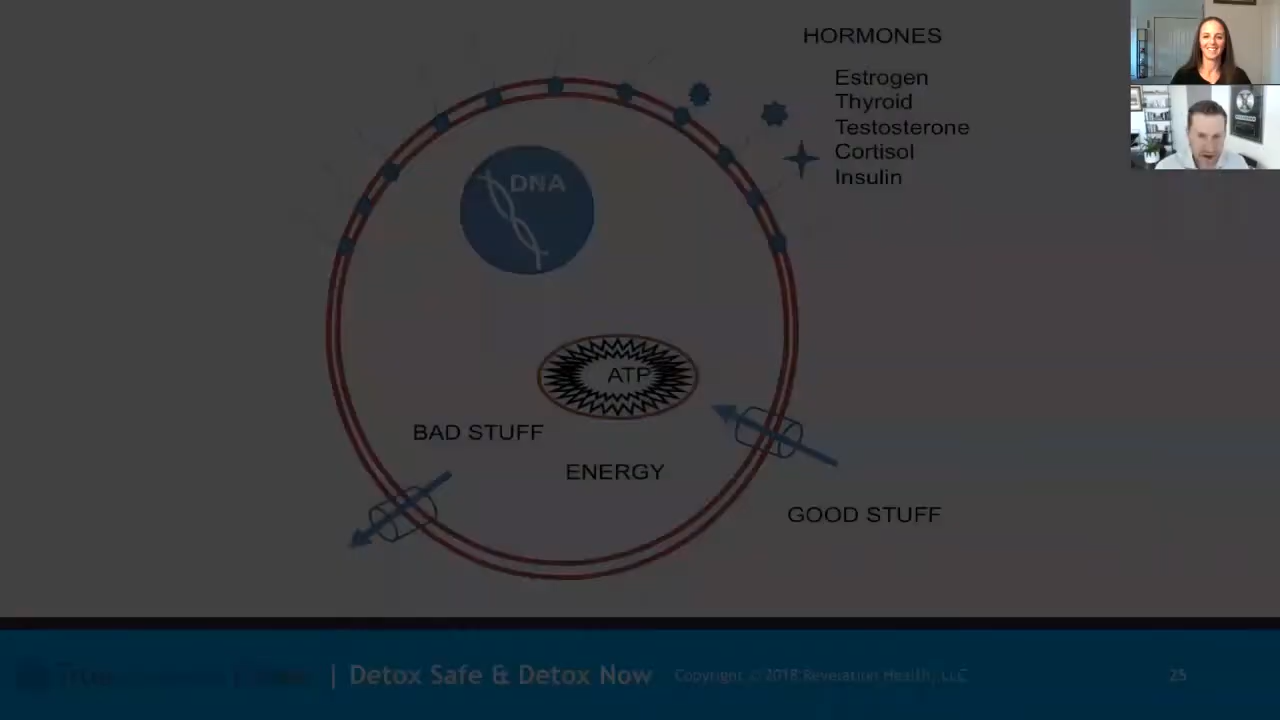 HORMONES
Estrogen
Thyroid
Testosterone
Cortisol
Insulin
DNA
ATP
BAD STUFF
ENERGY
GOOD STUFF
| Detox Safe & Detox Now
Copyright © 2018 Revelation Health, LLC
25